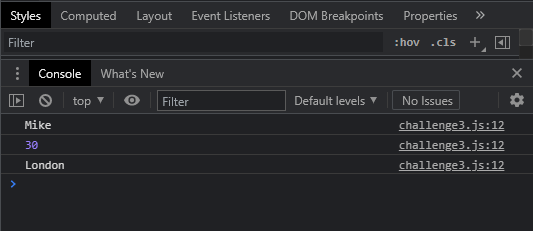 Styles Computed Layout Event Listeners DOM Breakpoints Properties »
Filter :hov .cls +
Console What's New
top Filter Default levels No Issues
Mike challenge3.js:12
30 challenge3.js:12
London challenge3.js:12
>